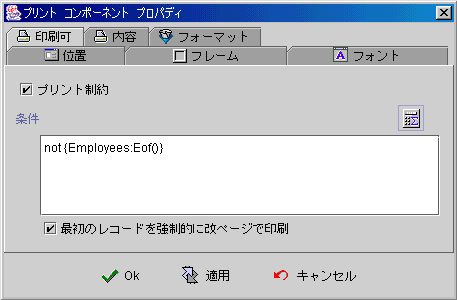 プリント コンポーネント プロパディ
印刷可 内容 フォーマット
位置 フレーム フォント
プリント制約
条件
not {Employees:Eof()}
最初のレコードを強制的に改ページで印刷
Ok 適用 キャンセル